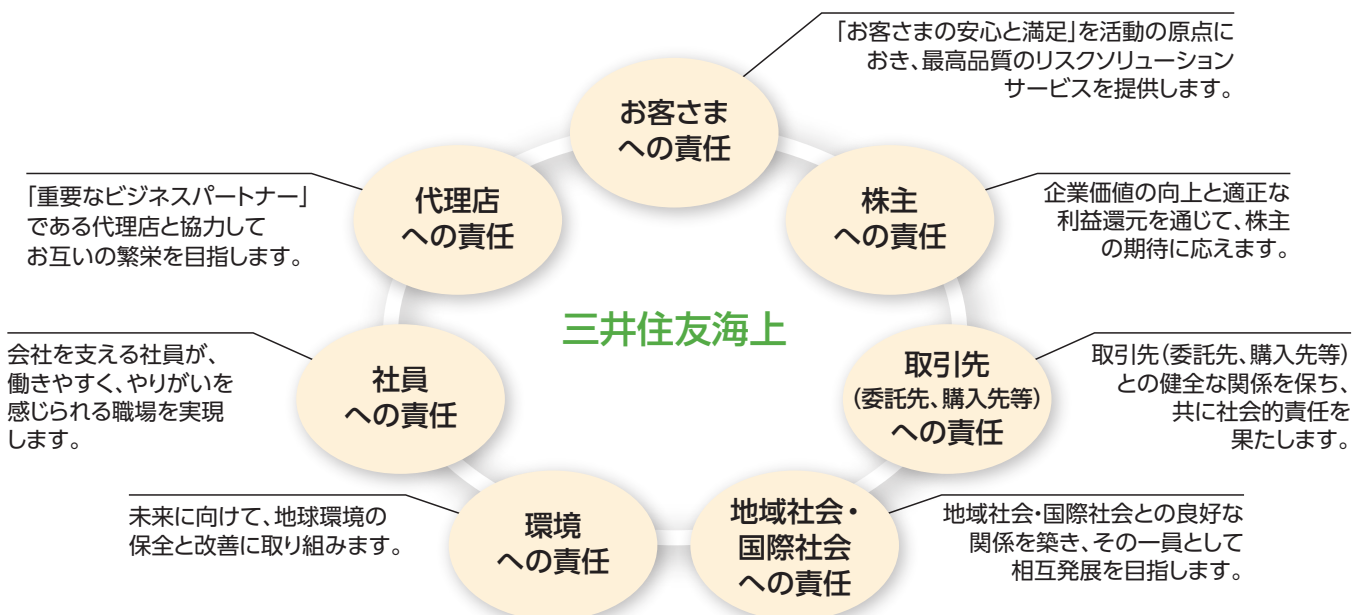 「お客さまの安心と満足」を活動の原点に
おき、最高品質のリスクソリューション
サービスを提供します。
お客さま
への責任
「重要なビジネスパートナー」
である代理店と協力して
お互いの繁栄を目指します。
代理店
への責任
株主
への責任
企業価値の向上と適正な
利益還元を通じて、株主
の期待に応えます。
三井住友海上
会社を支える社員が、
働きやすく、やりがいを
感じられる職場を実現
します。
社員
への責任
取引先
(委託先、購入先等)
への責任
取引先(委託先、購入先等)
との健全な関係を保ち、
共に社会的責任を
果たします。
未来に向けて、地球環境の
保全と改善に取り組みます。
環境
への責任
地域社会・
国際社会
への責任
地域社会・国際社会との良好な
関係を築き、その一員として
相互発展を目指します。